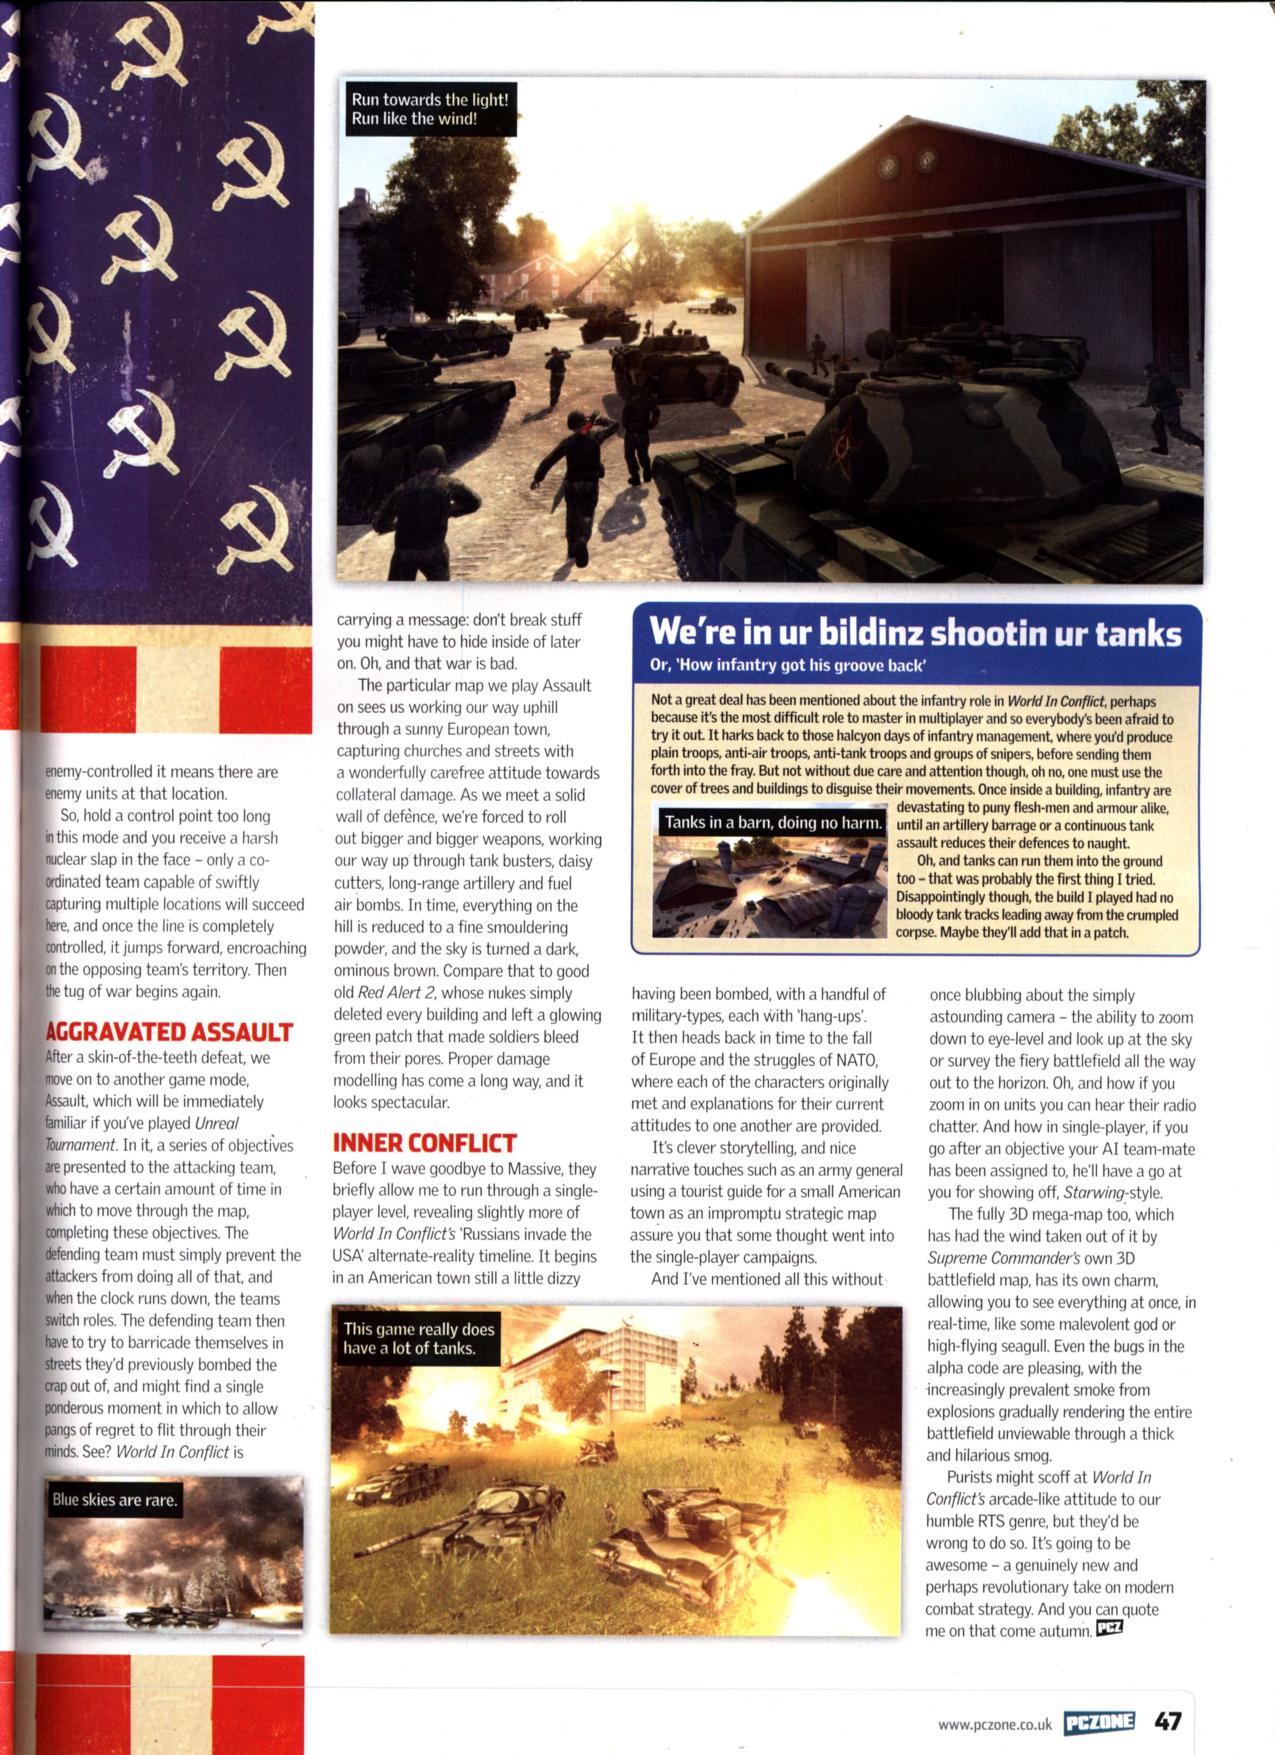 Run towards the light!
Run like the wind!
enemy-controlled it means there are
enemy units at that location.
So, hold a control point too long
in this mode and you receive a harsh
nuclear slap in the face – only a co-
ordinated team capable of swiftly
capturing multiple locations will succeed
here, and once the line is completely
controlled, it jumps forward, encroaching
on the opposing team's territory. Then
the tug of war begins again.
AGGRAVATED ASSAULT
After a skin-of-the-teeth defeat, we
move on to another game mode,
Assault, which will be immediately
familiar if you've played Unreal
Tournament. In it, a series of objectives
are presented to the attacking team,
who have a certain amount of time in
which to move through the map,
completing these objectives. The
defending team must simply prevent the
attackers from doing all of that, and
when the clock runs down, the teams
switch roles. The defending team then
have to try to barricade themselves in
streets they'd previously bombed the
crap out of, and might find a single
ponderous moment in which to allow
pangs of regret to flit through their
minds. See? World In Conflict is
Blue skies are rare.
carrying a message: don't break stuff
you might have to hide inside of later
on. Oh, and that war is bad.
The particular map we play Assault
on sees us working our way uphill
through a sunny European town,
capturing churches and streets with
a wonderfully carefree attitude towards
collateral damage. As we meet a solid
wall of defence, we're forced to roll
out bigger and bigger weapons, working
our way up through tank busters, daisy
cutters, long-range artillery and fuel
air bombs. In time, everything on the
hill is reduced to a fine smouldering
powder, and the sky is turned a dark,
ominous brown. Compare that to good
old Red Alert 2, whose nukes simply
deleted every building and left a glowing
green patch that made soldiers bleed
from their pores. Proper damage
modelling has come a long way, and it
looks spectacular.
INNER CONFLICT
Before I wave goodbye to Massive, they
briefly allow me to run through a single-
player level, revealing slightly more of
World In Conflict's 'Russians invade the
USA' alternate-reality timeline. It begins
in an American town still a little dizzy
We're in ur bildinz shootin ur tanks
Or, 'How infantry got his groove back'
Not a great deal has been mentioned about the infantry role in World In Conflict, perhaps
because it's the most difficult role to master in multiplayer and so everybody's been afraid to
try it out. It harks back to those halcyon days of infantry management, where you'd produce
plain troops, anti-air troops, anti-tank troops and groups of snipers, before sending them
forth into the fray. But not without due care and attention though, oh no, one must use the
cover of trees and buildings to disguise their movements. Once inside a building, infantry are
devastating to puny flesh-men and armour alike,
until an artillery barrage or a continuous tank
assault reduces their defences to naught.
Oh, and tanks can run them into the ground
too – that was probably the first thing I tried.
Disappointingly though, the build I played had no
bloody tank tracks leading away from the crumpled
corpse. Maybe they'll add that in a patch.
Tanks in a barn, doing no harm.
having been bombed, with a handful of
military-types, each with 'hang-ups'.
It then heads back in time to the fall
of Europe and the struggles of NATO,
where each of the characters originally
met and explanations for their current
attitudes to one another are provided.
It's clever storytelling, and nice
narrative touches such as an army general
using a tourist guide for a small American
town as an impromptu strategic map
assure you that some thought went into
the single-player campaigns.
And I've mentioned all this without
This game really does
have a lot of tanks.
once blubbing about the simply
astounding camera – the ability to zoom
down to eye-level and look up at the sky
or survey the fiery battlefield all the way
out to the horizon. Oh, and how if you
zoom in on units you can hear their radio
chatter. And how in single-player, if you
go after an objective your AI team-mate
has been assigned to, he'll have a go at
you for showing off, Starwing-style.
The fully 3D mega-map too, which
has had the wind taken out of it by
Supreme Commander's own 3D
battlefield map, has its own charm,
allowing you to see everything at once, in
real-time, like some malevolent god or
high-flying seagull. Even the bugs in the
alpha code are pleasing, with the
increasingly prevalent smoke from
explosions gradually rendering the entire
battlefield unviewable through a thick
and hilarious smog.
Purists might scoff at World In
Conflict's arcade-like attitude to our
humble RTS genre, but they'd be
wrong to do so. It's going to be
awesome – a genuinely new and
perhaps revolutionary take on modern
combat strategy. And you can quote
me on that come autumn. PCZ
www.pczone.co.uk PCZONE 47